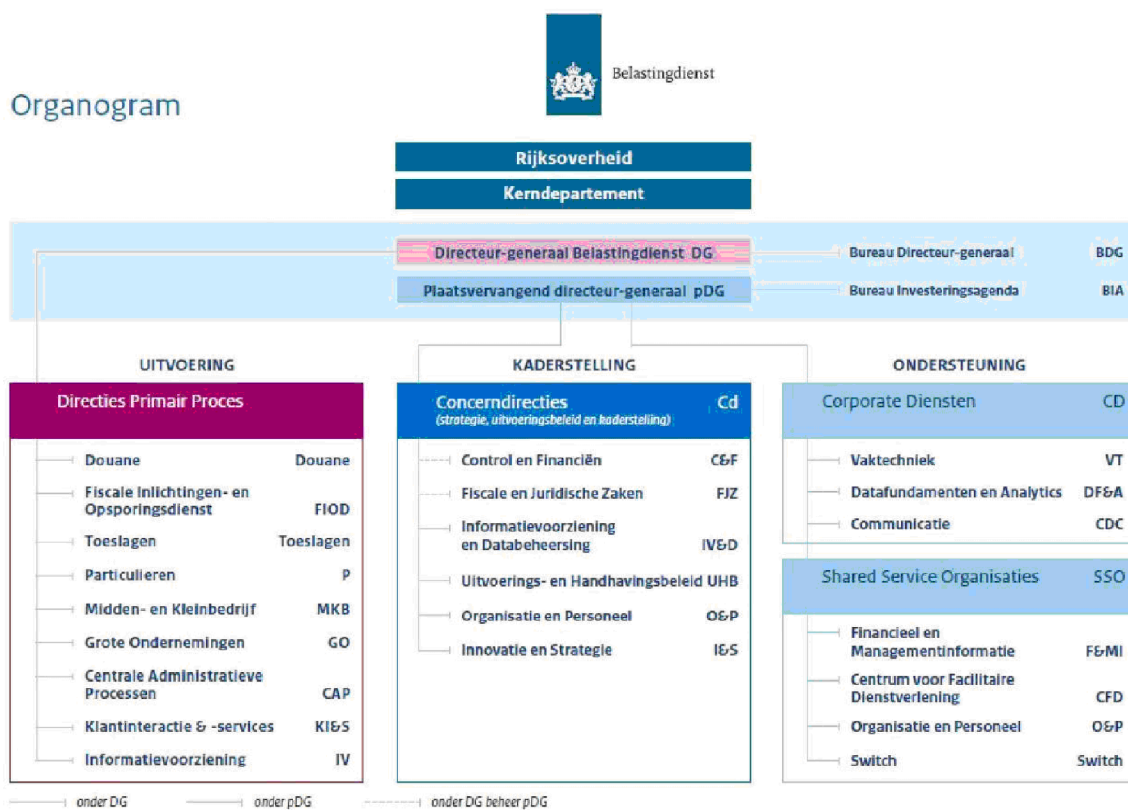 Belastingdienst
Organogram
Rijksoverheid
Kerndepartement
Directeur-generaal Belastingdienst DG
Bureau Directeur-generaal BDG
Plaatsvervangend directeur-generaal pDG
Bureau Investeringsagenda BIA
UITVOERING
Directies Primair Proces
Douane Douane
Fiscale Inlichtingen- en
Opsporingsdienst FIOD
Toeslagen Toeslagen
Particulieren P
Midden- en Kleinbedrijf MKB
Grote Ondernemingen GO
Centrale Administratieve
Processen CAP
Klantinteractie & -services KI&S
Informatievoorziening IV
KADERSTELLING
Concerndirecties Cd
(strategie, uitvoeringsbeleid en kaderstelling)
Control en Financiën C&F
Fiscale en Juridische Zaken FJZ
Informatievoorziening
en Databeheersing IV&D
Uitvoerings- en Handhavingsbeleid UHB
Organisatie en Personeel O&P
Innovatie en Strategie I&S
ONDERSTEUNING
Corporate Diensten CD
Vaktechniek VT
Datafundamenten en Analytics DF&A
Communicatie CDC
Shared Service Organisaties SSO
Financieel en
Managementinformatie F&MI
Centrum voor Facilitaire
Dienstverlening CFD
Organisatie en Personeel O&P
Switch Switch
onder DG onder pDG onder DG beheer pDG